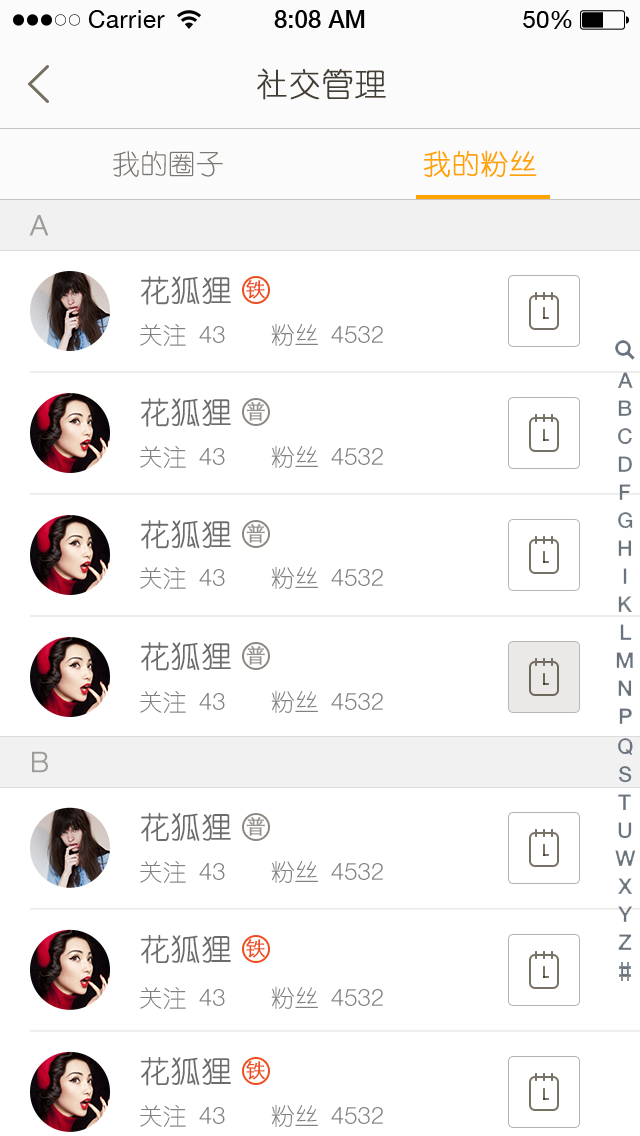 Carrier 8:08 AM 50%
社交管理
我的圈子 我的粉丝
A
花狐狸 铁
关注 43 粉丝 4532
花狐狸 普
关注 43 粉丝 4532
花狐狸 普
关注 43 粉丝 4532
花狐狸 普
关注 43 粉丝 4532
B
花狐狸 普
关注 43 粉丝 4532
花狐狸 铁
关注 43 粉丝 4532
花狐狸 铁
关注 43 粉丝 4532
A
B
C
D
F
G
H
I
K
L
M
N
P
Q
S
T
U
W
X
Y
Z
#